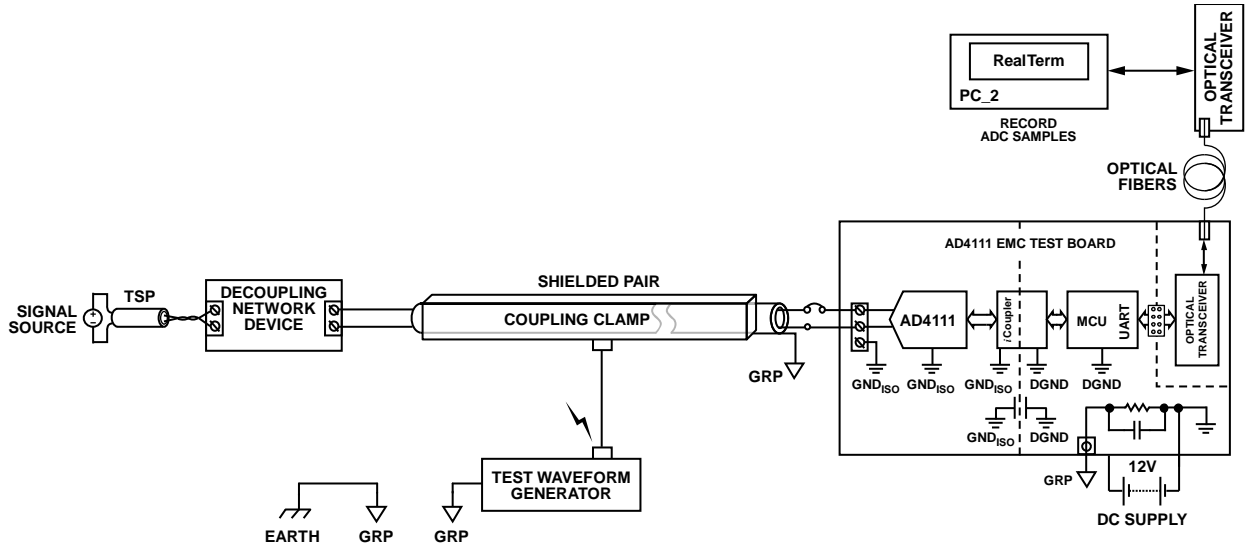 RealTerm
PC_2
RECORD
ADC SAMPLES
OPTICAL
TRANSCEIVER
OPTICAL
FIBERS
AD4111 EMC TEST BOARD
SIGNAL
SOURCE
TSP
DECOUPLING
NETWORK
DEVICE
SHIELDED PAIR
COUPLING CLAMP
GRP
AD4111
iCoupler
MCU
UART
OPTICAL
TRANSCEIVER
GNDISO
GNDISO
GNDISO
DGND
DGND
GNDISO
DGND
GRP
12V
DC SUPPLY
TEST WAVEFORM
GENERATOR
EARTH
GRP
GRP